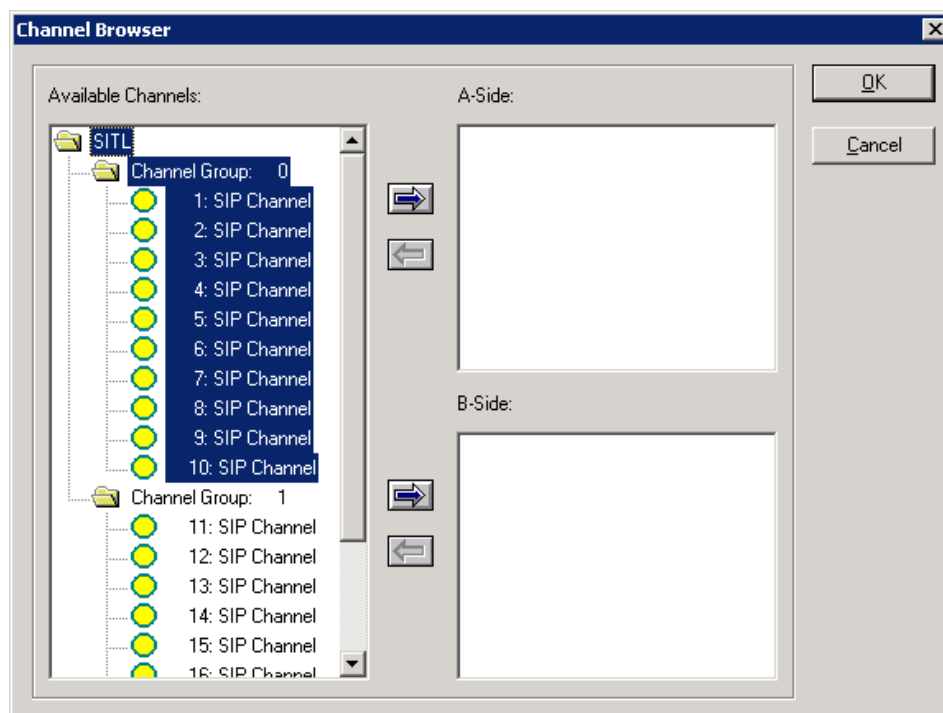 Channel Browser
Available Channels:
SITL
Channel Group: 0
1: SIP Channel
2: SIP Channel
3: SIP Channel
4: SIP Channel
5: SIP Channel
6: SIP Channel
7: SIP Channel
8: SIP Channel
9: SIP Channel
10: SIP Channel
Channel Group: 1
11: SIP Channel
12: SIP Channel
13: SIP Channel
14: SIP Channel
15: SIP Channel
16: SIP Channel
A-Side:
B-Side:
OK
Cancel